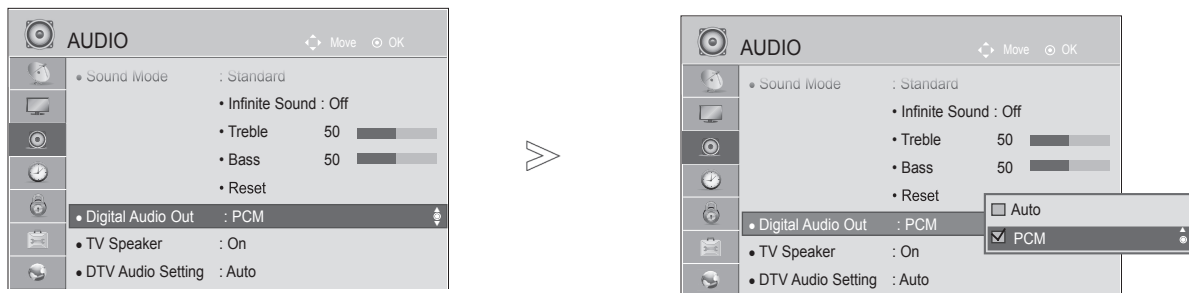 AUDIO
Move
OK
• Sound Mode : Standard
• Infinite Sound : Off
• Treble 50
• Bass 50
• Reset
• Digital Audio Out : PCM
• TV Speaker : On
• DTV Audio Setting : Auto
AUDIO
Move
OK
• Sound Mode : Standard
• Infinite Sound : Off
• Treble 50
• Bass 50
• Reset
• Digital Audio Out : PCM
• TV Speaker : On
• DTV Audio Setting : Auto
Auto
PCM